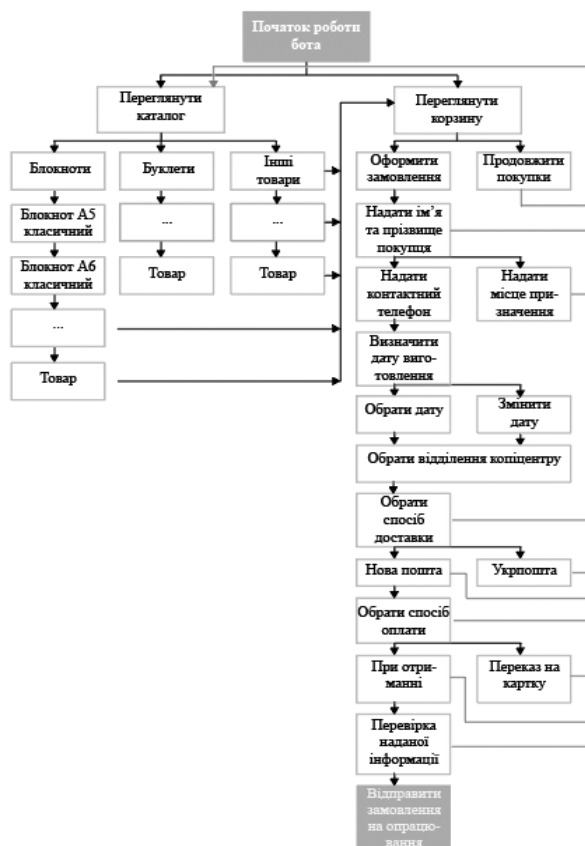 Початок роботи
бота
Переглянути
каталог
Переглянути
корзину
Блокноти
Буклети
Інші
товари
Оформити
замовлення
Продовжити
покупки
Блокнот А5
класичний
...
...
Надати ім’я
та прізвище
покупця
Блокнот А6
класичний
Товар
Товар
Надати
контактний
телефон
Надати
місце при-
значення
...
Визначити
дату виго-
товлення
Товар
Обрати дату
Змінити
дату
Обрати відділення копіцентру
Обрати
спосіб
доставки
Нова пошта
Укрпошта
Обрати спосіб
оплати
При отри-
манні
Переказ на
картку
Перевірка
наданої
інформації
Відправити
замовлення
на опрацю-
вання